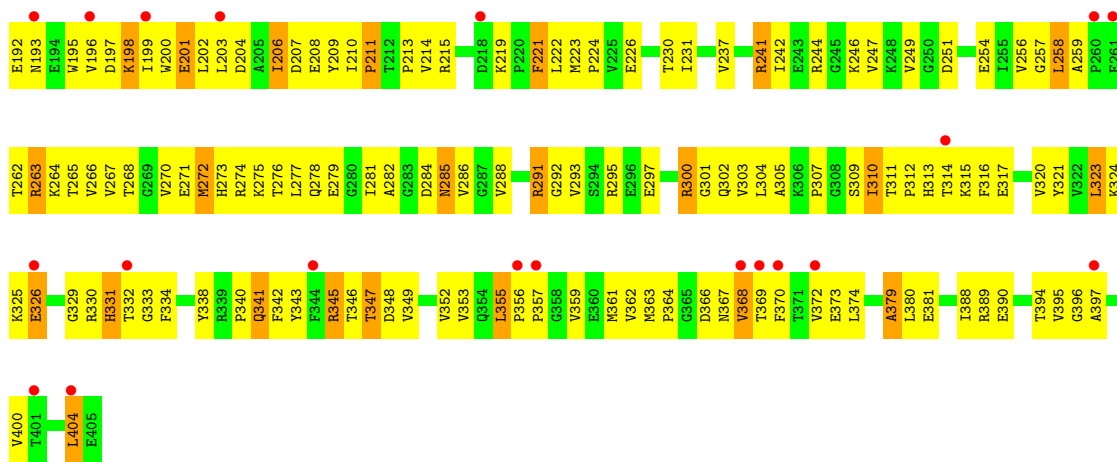 E192 N193 E194 W195 V196 D197 K198 I199 W200 E201 L202 L203 D204 A205 I206 D207 E208 Y209 I210 P211 T212 P213 V214 R215 D218 K219 P220 F221 L222 M223 P224 V225 E226 T230 I231 V237 R241 I242 E243 R244 G245 K246 V247 K248 V249 G250 D251 E254 I255 V256 G257 L258 A259 P260 E261
T262 R263 K264 T265 V266 V267 T268 G269 V270 E271 M272 H273 R274 K275 T276 L277 Q278 E279 G280 I281 A282 G283 D284 N285 V286 G287 V288 R291 G292 V293 S294 R295 E296 E297 R300 G301 Q302 V303 L304 A305 K306 P307 G308 S309 I310 T311 P312 H313 T314 K315 F316 E317 V320 Y321 V322 L323 K324
K325 E326 G329 R330 H331 T332 G333 F334 Y338 R339 P340 Q341 F342 Y343 F344 R345 T346 T347 D348 V349 V352 V353 Q354 L355 P356 P357 G358 V359 E360 M361 V362 M363 P364 G365 D366 N367 V368 T369 F370 T371 V372 E373 L374 A379 L380 E381 I388 R389 E390 T394 V395 G396 A397
V400 T401 L404 E405